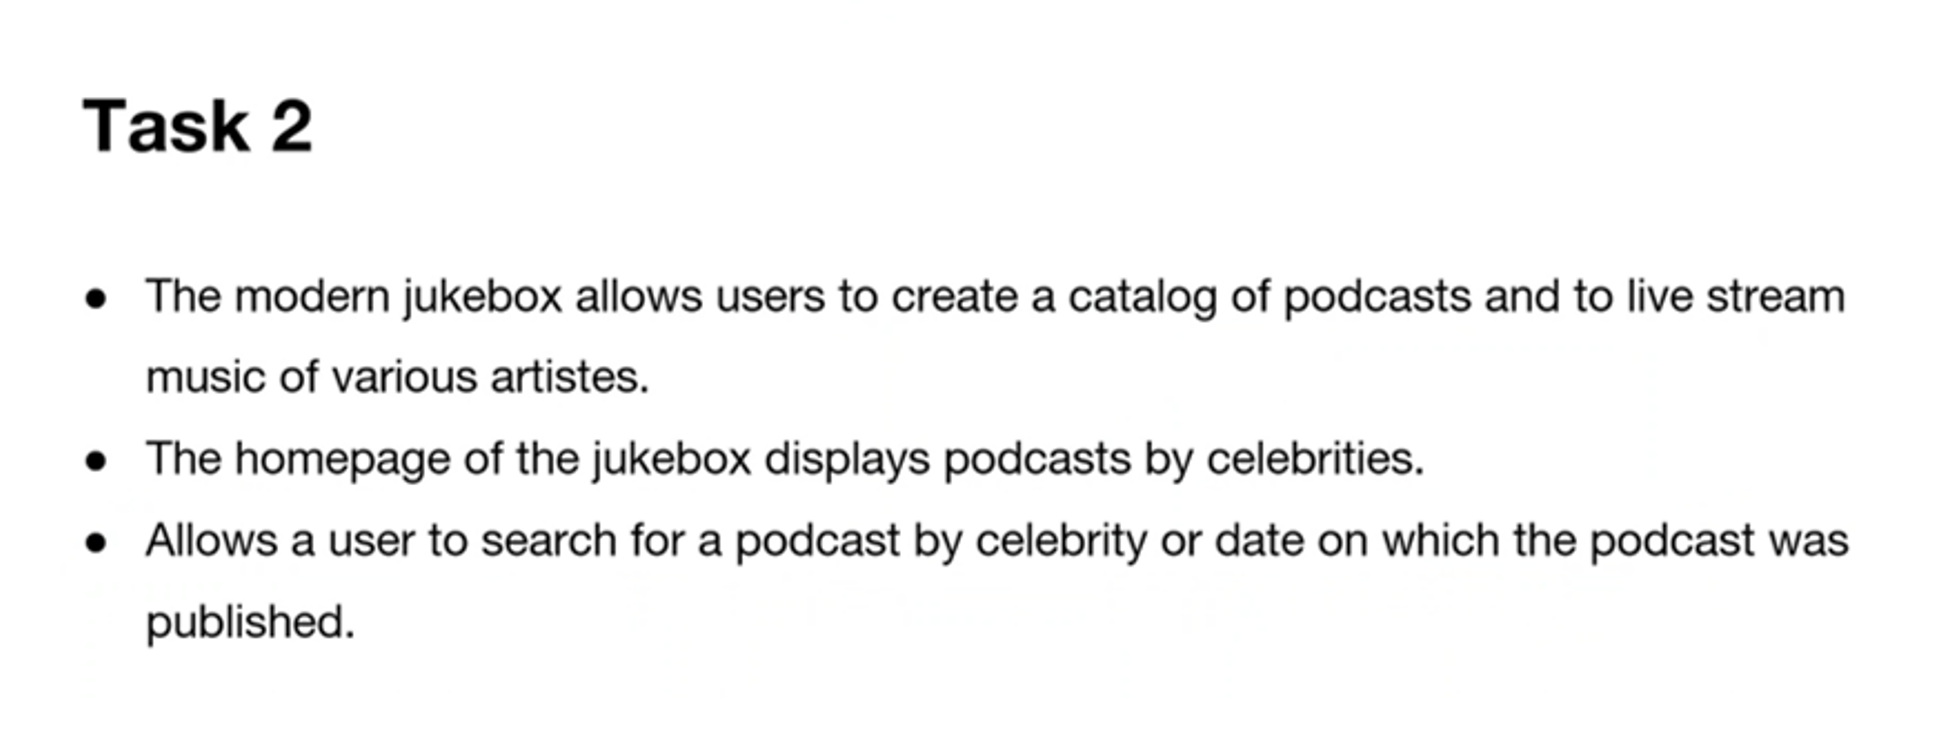 Task 2
● The modern jukebox allows users to create a catalog of podcasts and to live stream
music of various artistes.
● The homepage of the jukebox displays podcasts by celebrities.
● Allows a user to search for a podcast by celebrity or date on which the podcast was
published.